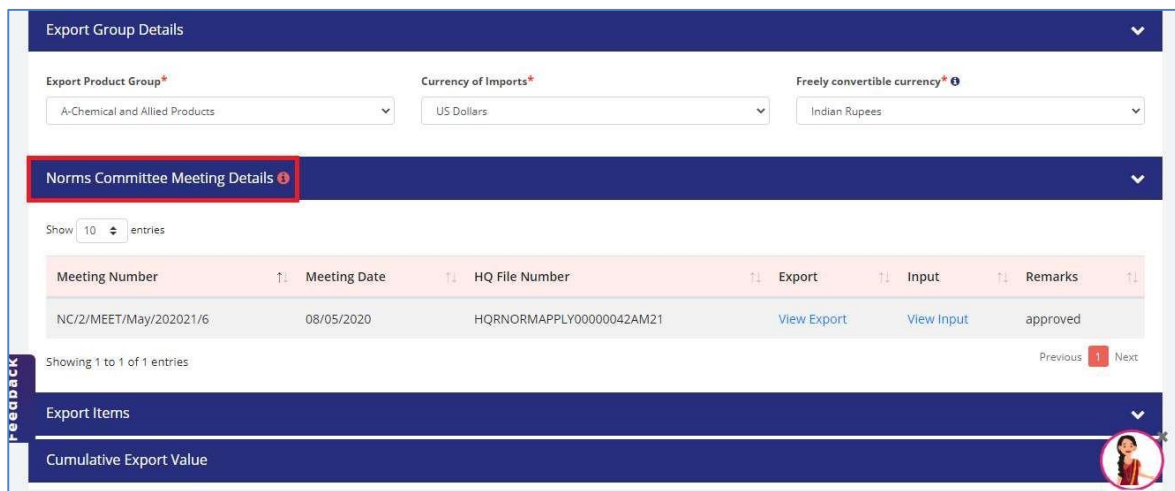 Export Group Details
Export Product Group* Currency of Imports* Freely convertible currency*
A-Chemical and Allied Products US Dollars Indian Rupees
Norms Committee Meeting Details
Show 10 entries
Meeting Number Meeting Date HQ File Number Export Input Remarks
NC/2/MEET/May/202021/6 08/05/2020 HQRNORMAPPLY00000042AM21 View Export View Input approved
Showing 1 to 1 of 1 entries Previous 1 Next
Feedback
Export Items
Cumulative Export Value